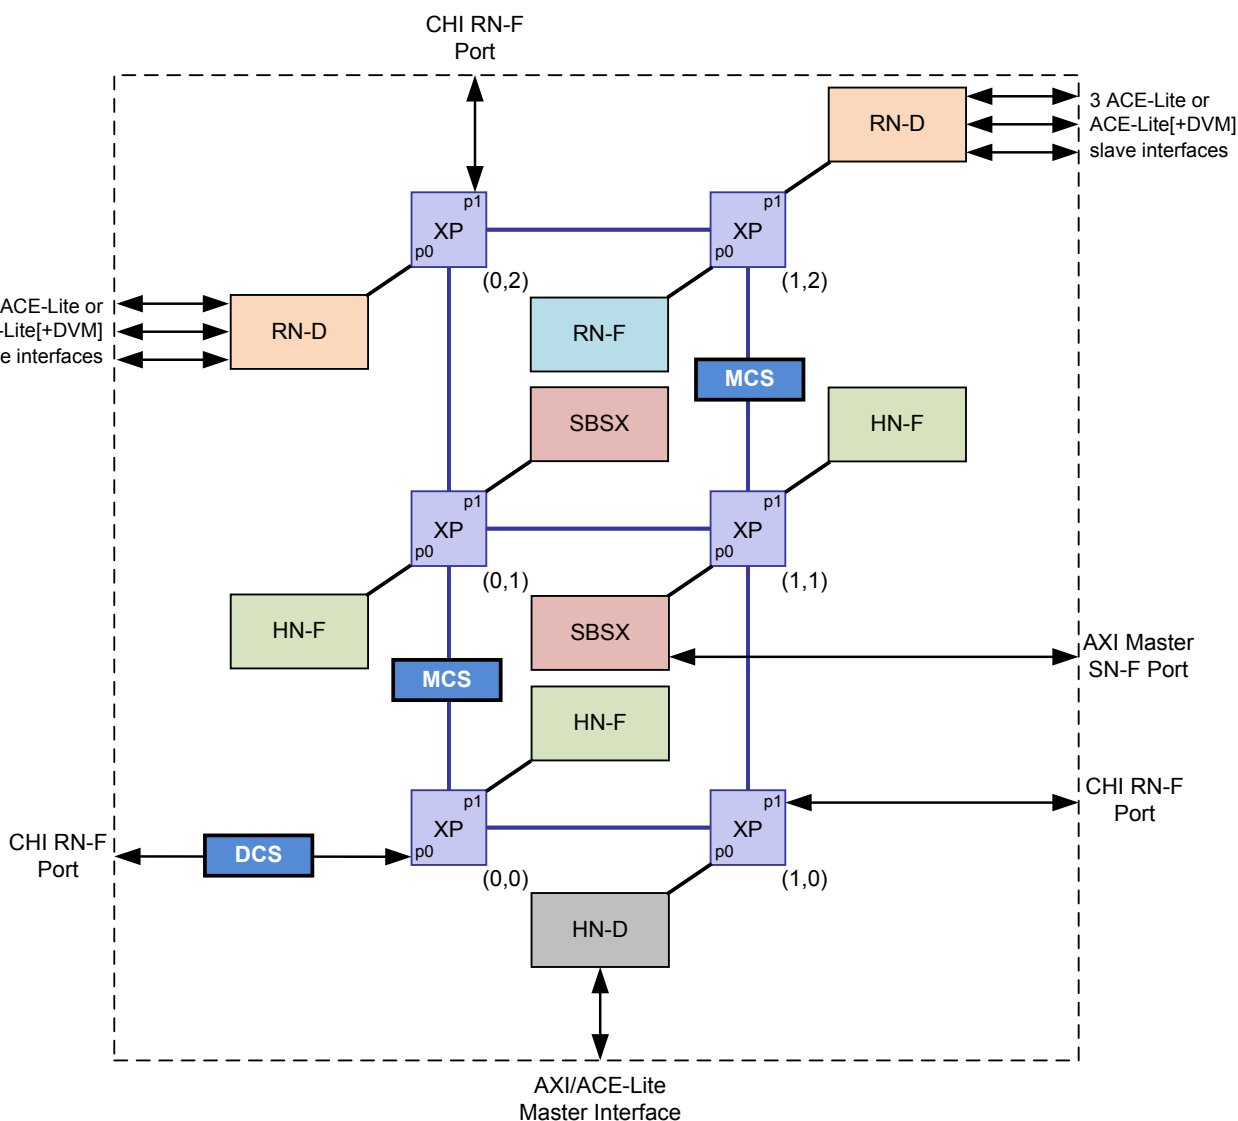 CHI RN-F
Port
3 ACE-Lite or
ACE-Lite[+DVM]
slave interfaces
RN-D
p1
XP
p0
(0,2)
p1
XP
p0
(1,2)
ACE-Lite or
-Lite[+DVM]
e interfaces
RN-D
RN-F
MCS
SBSX
HN-F
p1
XP
p0
(0,1)
p1
XP
p0
(1,1)
HN-F
SBSX
AXI Master
SN-F Port
MCS
HN-F
p1
XP
p0
(0,0)
p1
XP
p0
(1,0)
CHI RN-F
Port
CHI RN-F
Port
DCS
HN-D
AXI/ACE-Lite
Master Interface